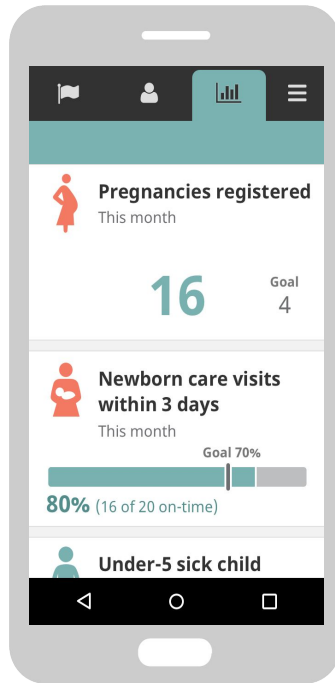 Pregnancies registered
This month
16
Goal
4
Newborn care visits
within 3 days
This month
Goal 70%
80% (16 of 20 on-time)
Under-5 sick child